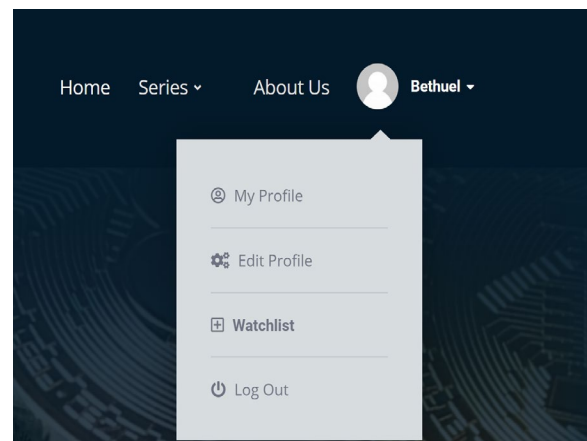 Home Series About Us Bethuel
My Profile
Edit Profile
Watchlist
Log Out